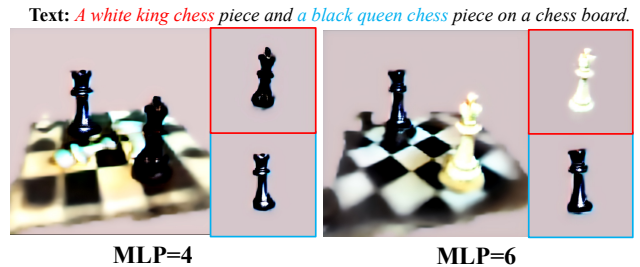 Text: A white king chess piece and a black queen chess piece on a chess board.
MLP=4
MLP=6